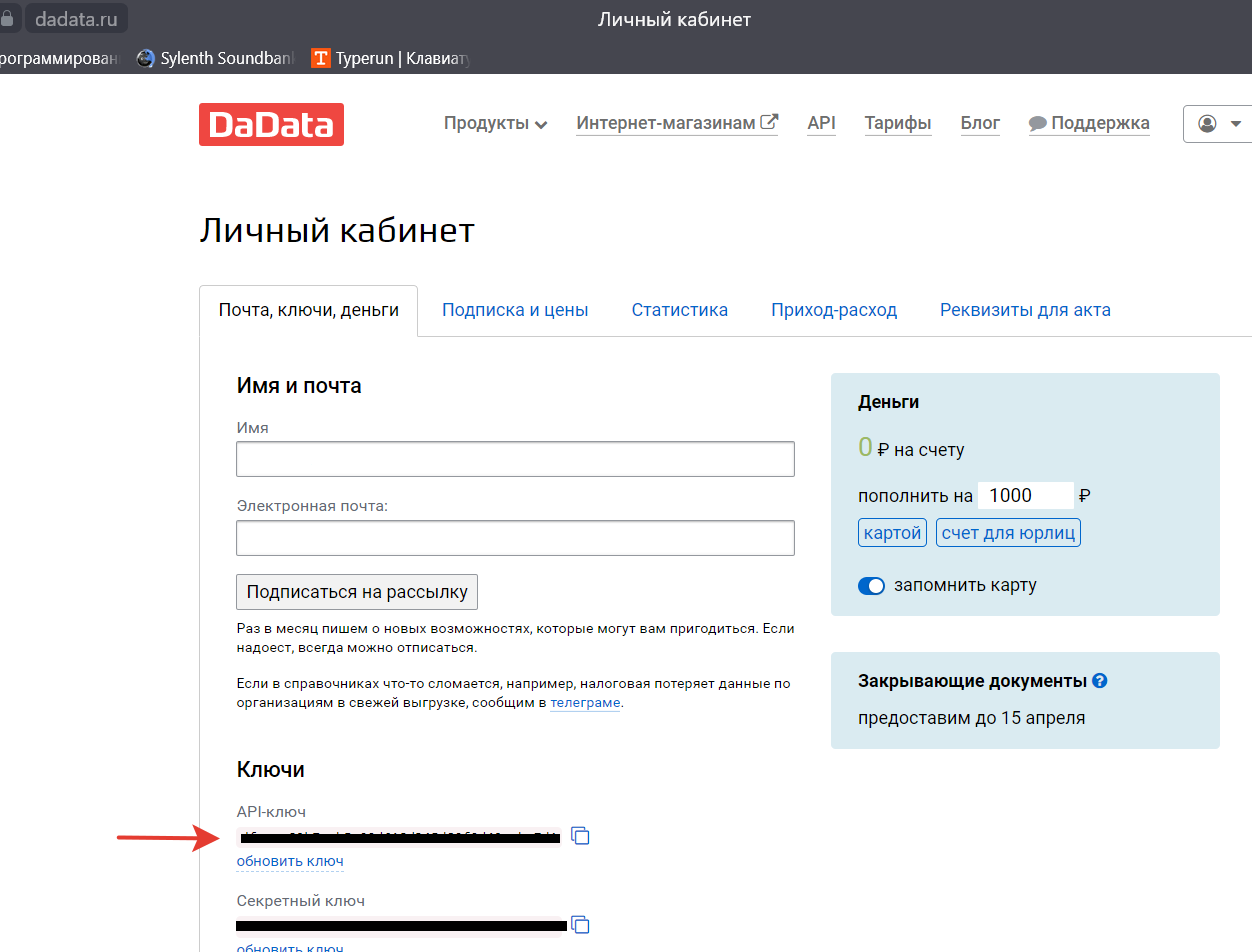 dadata.ru
Личный кабинет
Sylenth Soundban
Typerun | Клавиату
DaData
Продукты
Интернет-магазинам
API
Тарифы
Блог
Поддержка
Личный кабинет
Почта, ключи, деньги
Подписка и цены
Статистика
Приход-расход
Реквизиты для акта
Имя и почта
Имя
Электронная почта:
Подписаться на рассылку
Раз в месяц пишем о новых возможностях, которые могут вам пригодиться. Если
надоест, всегда можно отписаться.
Если в справочниках что-то сломается, например, налоговая потеряет данные по
организациям в свежей выгрузке, сообщим в телеграме.
Деньги
0 ₽ на счету
пополнить на 1000 ₽
картой
счет для юрлиц
запомнить карту
Закрывающие документы ?
предоставим до 15 апреля
Ключи
API-ключ
обновить ключ
Секретный ключ
обновить ключ